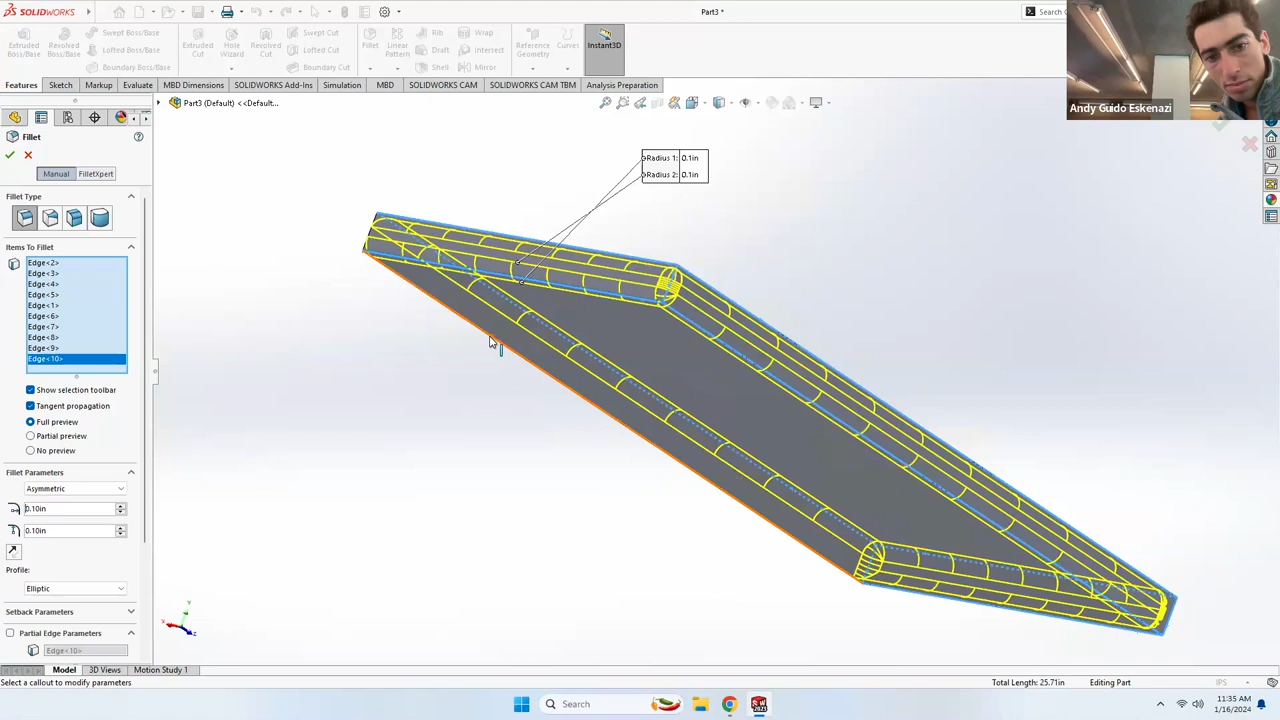 SOLIDWORKS
Part3 *
Search
Extruded Boss/Base
Revolved Boss/Base
Swept Boss/Base
Lofted Boss/Base
Boundary Boss/Base
Extruded Cut
Hole Wizard
Revolved Cut
Swept Cut
Lofted Cut
Boundary Cut
Fillet
Linear Pattern
Rib
Draft
Shell
Wrap
Intersect
Mirror
Reference Geometry
Curves
Instant3D
Andy Guido Eskenazi
Features
Sketch
Markup
Evaluate
MBD Dimensions
SOLIDWORKS Add-Ins
Simulation
MBD
SOLIDWORKS CAM
SOLIDWORKS CAM TBM
Analysis Preparation
Part3 (Default) <<Default...
Fillet
Manual
FilletXpert
Fillet Type
Items To Fillet
Edge<2>
Edge<3>
Edge<4>
Edge<5>
Edge<1>
Edge<6>
Edge<7>
Edge<8>
Edge<9>
Edge<10>
Show selection toolbar
Tangent propagation
Full preview
Partial preview
No preview
Fillet Parameters
Asymmetric
0.10in
0.10in
Profile:
Elliptic
Setback Parameters
Partial Edge Parameters
Edge<10>
Radius 1: 0.1in
Radius 2: 0.1in
Y
X
Z
Model
3D Views
Motion Study 1
Select a callout to modify parameters
Total Length: 25.71in
Editing Part
IPS
Search
11:35 AM
1/16/2024